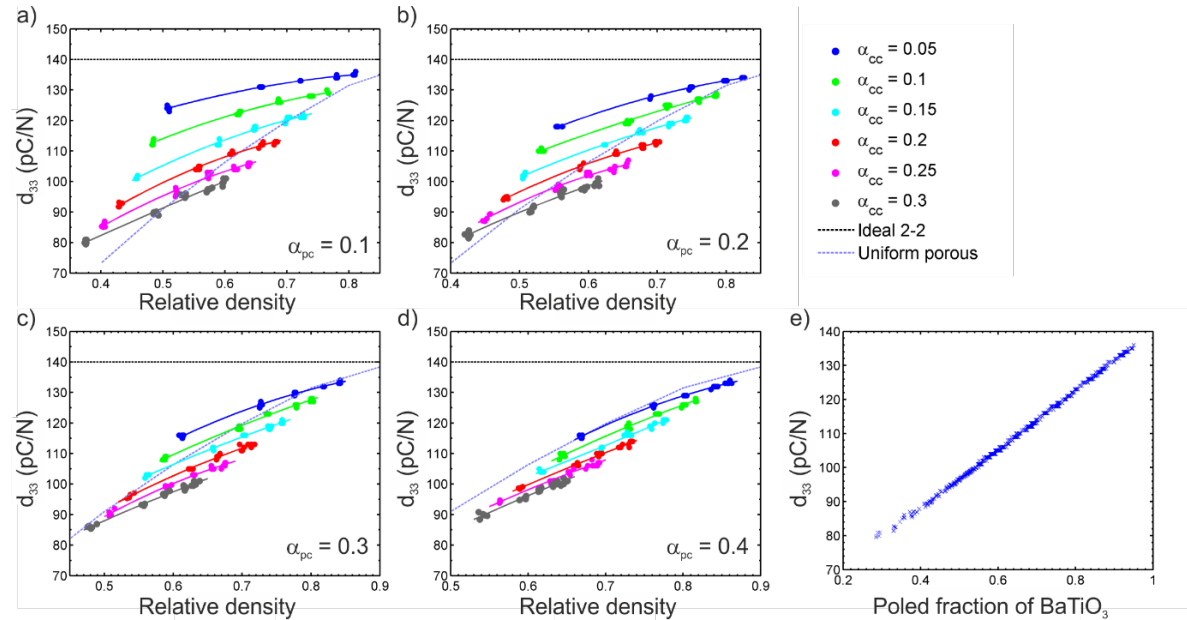 a)
150
140
130
120
110
100
90
80
70
d₃₃ (pC/N)
0.4 0.5 0.6 0.7 0.8
Relative density
αpc = 0.1
b)
150
140
130
120
110
100
90
80
70
d₃₃ (pC/N)
0.4 0.5 0.6 0.7 0.8
Relative density
αpc = 0.2
αcc = 0.05
αcc = 0.1
αcc = 0.15
αcc = 0.2
αcc = 0.25
αcc = 0.3
Ideal 2-2
Uniform porous
c)
150
140
130
120
110
100
90
80
70
d₃₃ (pC/N)
0.5 0.6 0.7 0.8 0.9
Relative density
αpc = 0.3
d)
150
140
130
120
110
100
90
80
70
d₃₃ (pC/N)
0.5 0.6 0.7 0.8 0.9
Relative density
αpc = 0.4
e)
140
130
120
110
100
90
80
70
d₃₃ (pC/N)
0.2 0.4 0.6 0.8 1
Poled fraction of BaTiO₃